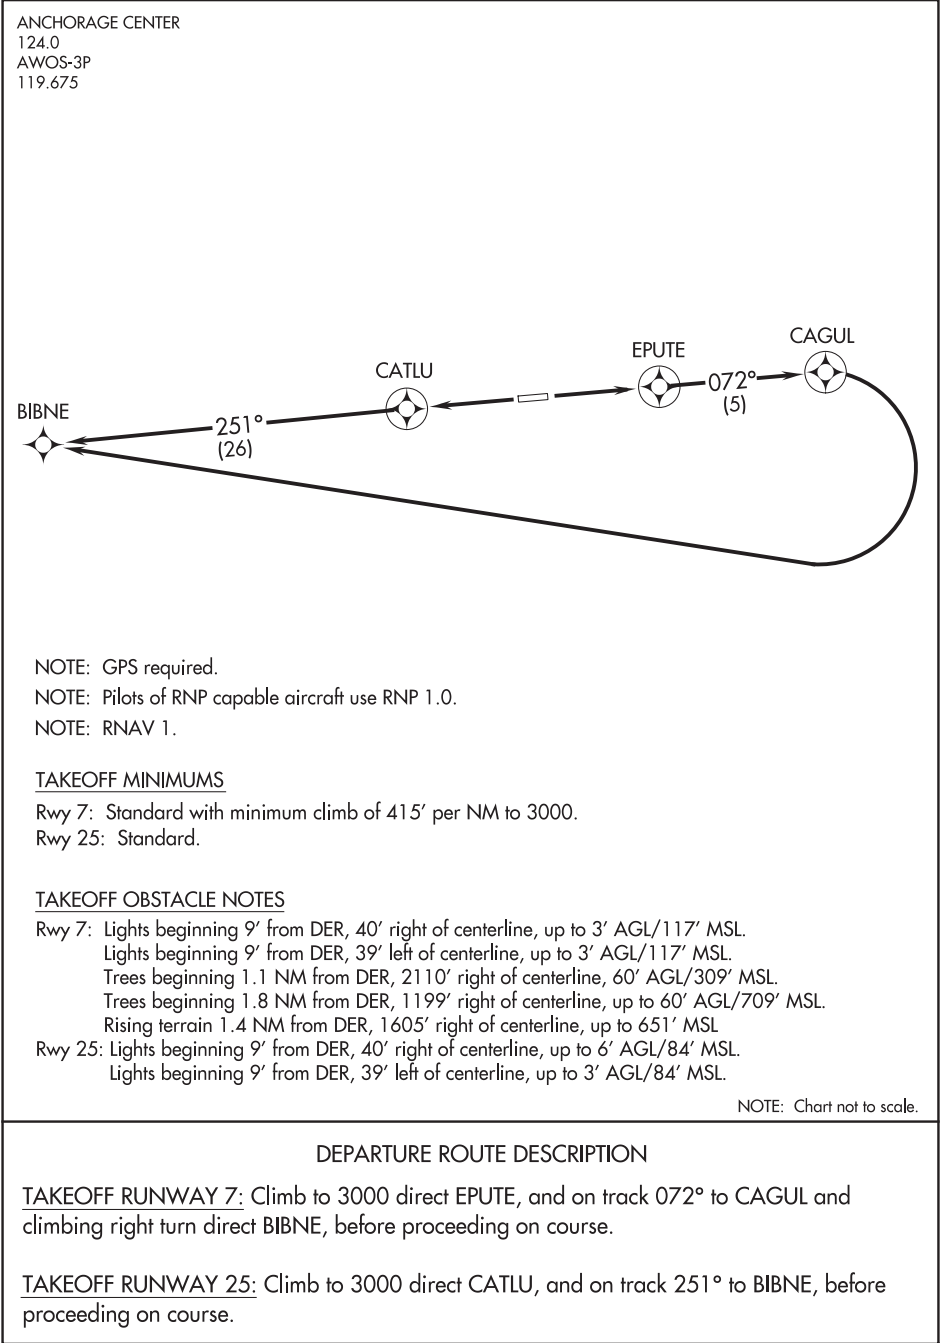 ANCHORAGE CENTER
124.0
AWOS-3P
119.675
CAGUL
EPUTE
CATLU
072°
(5)
BIBNE
251°
(26)
NOTE: GPS required.
NOTE: Pilots of RNP capable aircraft use RNP 1.0.
NOTE: RNAV 1.
TAKEOFF MINIMUMS
Rwy 7: Standard with minimum climb of 415' per NM to 3000.
Rwy 25: Standard.
TAKEOFF OBSTACLE NOTES
Rwy 7: Lights beginning 9' from DER, 40' right of centerline, up to 3' AGL/117' MSL.
Lights beginning 9' from DER, 39' left of centerline, up to 3' AGL/117' MSL.
Trees beginning 1.1 NM from DER, 2110' right of centerline, 60' AGL/309' MSL.
Trees beginning 1.8 NM from DER, 1199' right of centerline, up to 60' AGL/709' MSL.
Rising terrain 1.4 NM from DER, 1605' right of centerline, up to 651' MSL
Rwy 25: Lights beginning 9' from DER, 40' right of centerline, up to 6' AGL/84' MSL.
Lights beginning 9' from DER, 39' left of centerline, up to 3' AGL/84' MSL.
NOTE: Chart not to scale.
DEPARTURE ROUTE DESCRIPTION
TAKEOFF RUNWAY 7: Climb to 3000 direct EPUTE, and on track 072° to CAGUL and
climbing right turn direct BIBNE, before proceeding on course.
TAKEOFF RUNWAY 25: Climb to 3000 direct CATLU, and on track 251° to BIBNE, before
proceeding on course.